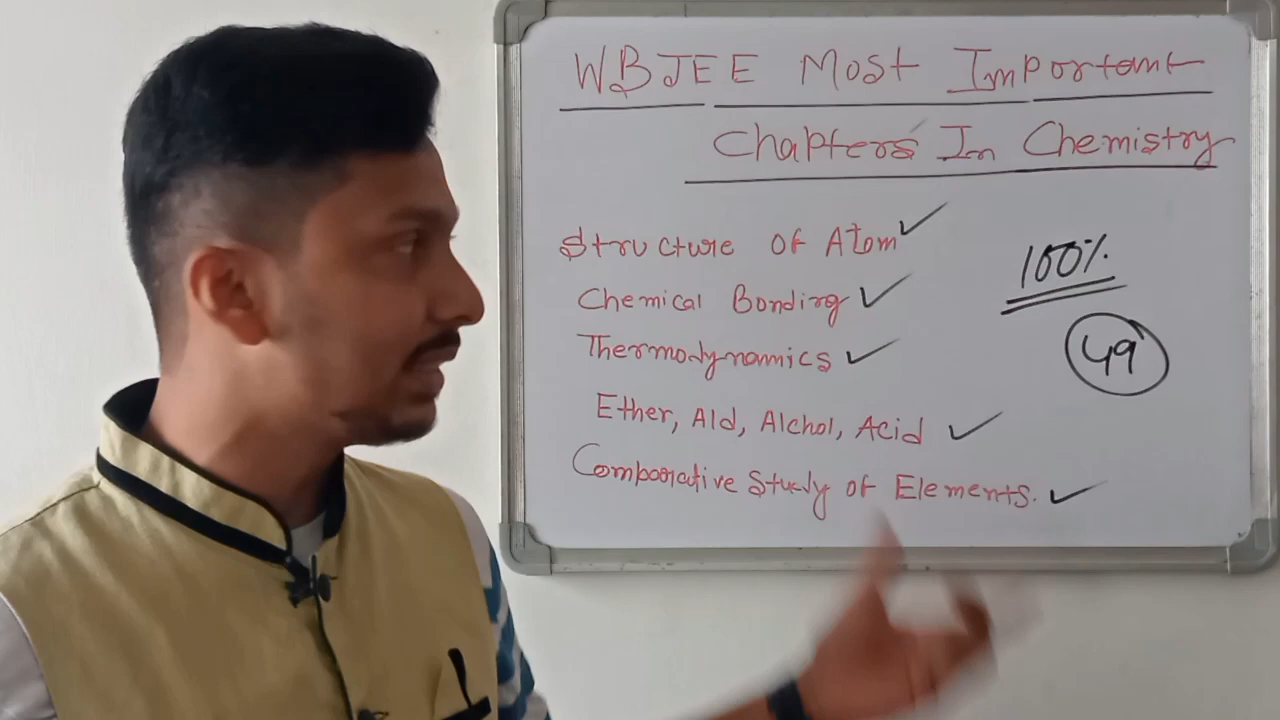 WBJEE Most Important
Chapters In Chemistry
Structure Of Atom ✓
Chemical Bonding ✓
Thermodynamics ✓
Ether, Ald, Alchol, Acid ✓
Comparative Study of Elements. ✓
100%
49